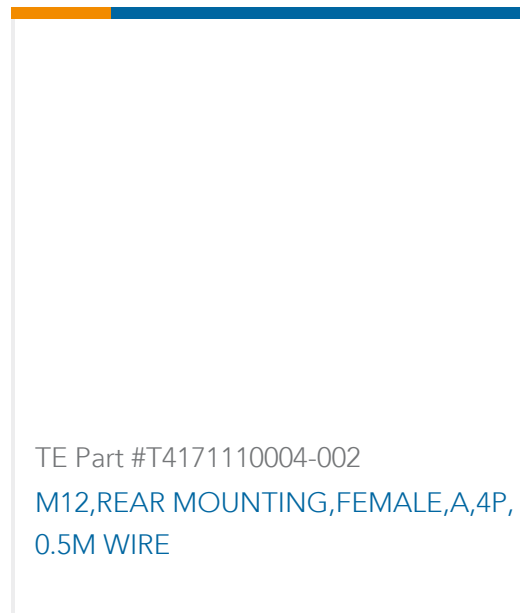 TE Part #T4171110004-002
M12,REAR MOUNTING,FEMALE,A,4P,
0.5M WIRE